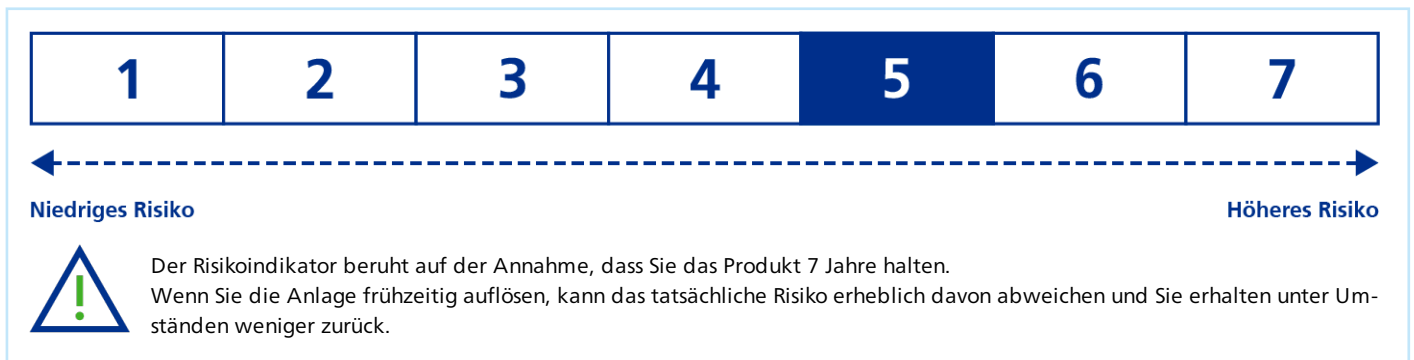 1 2 3 4 5 6 7
Niedriges Risiko Höheres Risiko
Der Risikoindikator beruht auf der Annahme, dass Sie das Produkt 7 Jahre halten.
Wenn Sie die Anlage frühzeitig auflösen, kann das tatsächliche Risiko erheblich davon abweichen und Sie erhalten unter Um-
ständen weniger zurück.